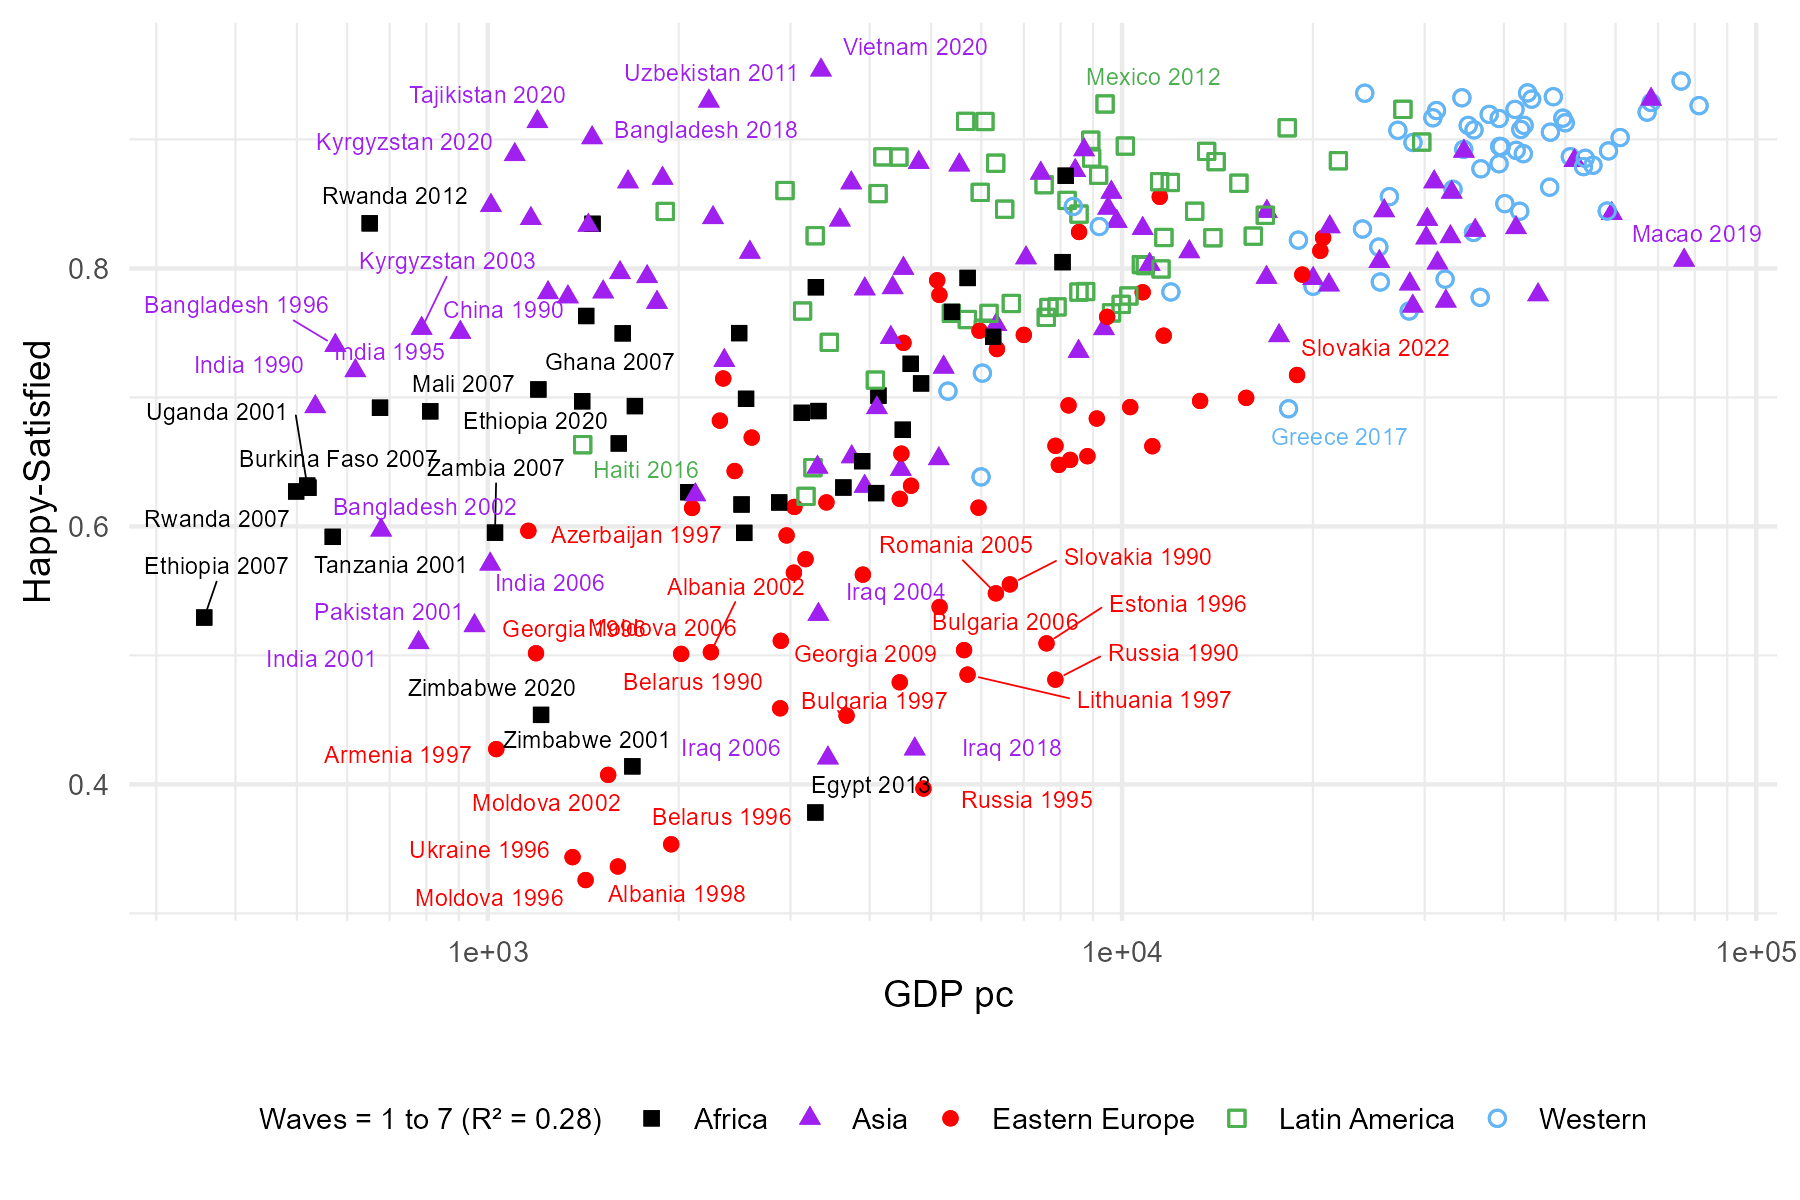 Vietnam 2020
Uzbekistan 2011
Mexico 2012
Tajikistan 2020
Bangladesh 2018
Kyrgyzstan 2020
Rwanda 2012
Macao 2019
Kyrgyzstan 2003
0.8
Bangladesh 1996
China 1990
India 1995
Slovakia 2022
India 1990
Ghana 2007
Mali 2007
Uganda 2001
Ethiopia 2020
Greece 2017
Burkina Faso 2007
Zambia 2007
Haiti 2016
Bangladesh 2002
Rwanda 2007
0.6
Azerbaijan 1997
Romania 2005
Slovakia 1990
Ethiopia 2007
Tanzania 2001
India 2006
Albania 2002
Iraq 2004
Estonia 1996
Pakistan 2001
Georgia 1996
Moldova 2006
Bulgaria 2006
India 2001
Georgia 2009
Russia 1990
Zimbabwe 2020
Belarus 1990
Bulgaria 1997
Lithuania 1997
Zimbabwe 2001
Armenia 1997
Iraq 2006
Iraq 2018
0.4
Egypt 2013
Moldova 2002
Russia 1995
Belarus 1996
Ukraine 1996
Moldova 1996
Albania 1998
Happy-Satisfied
1e+03 1e+04 1e+05
GDP pc
Waves = 1 to 7 (R² = 0.28) Africa Asia Eastern Europe Latin America Western